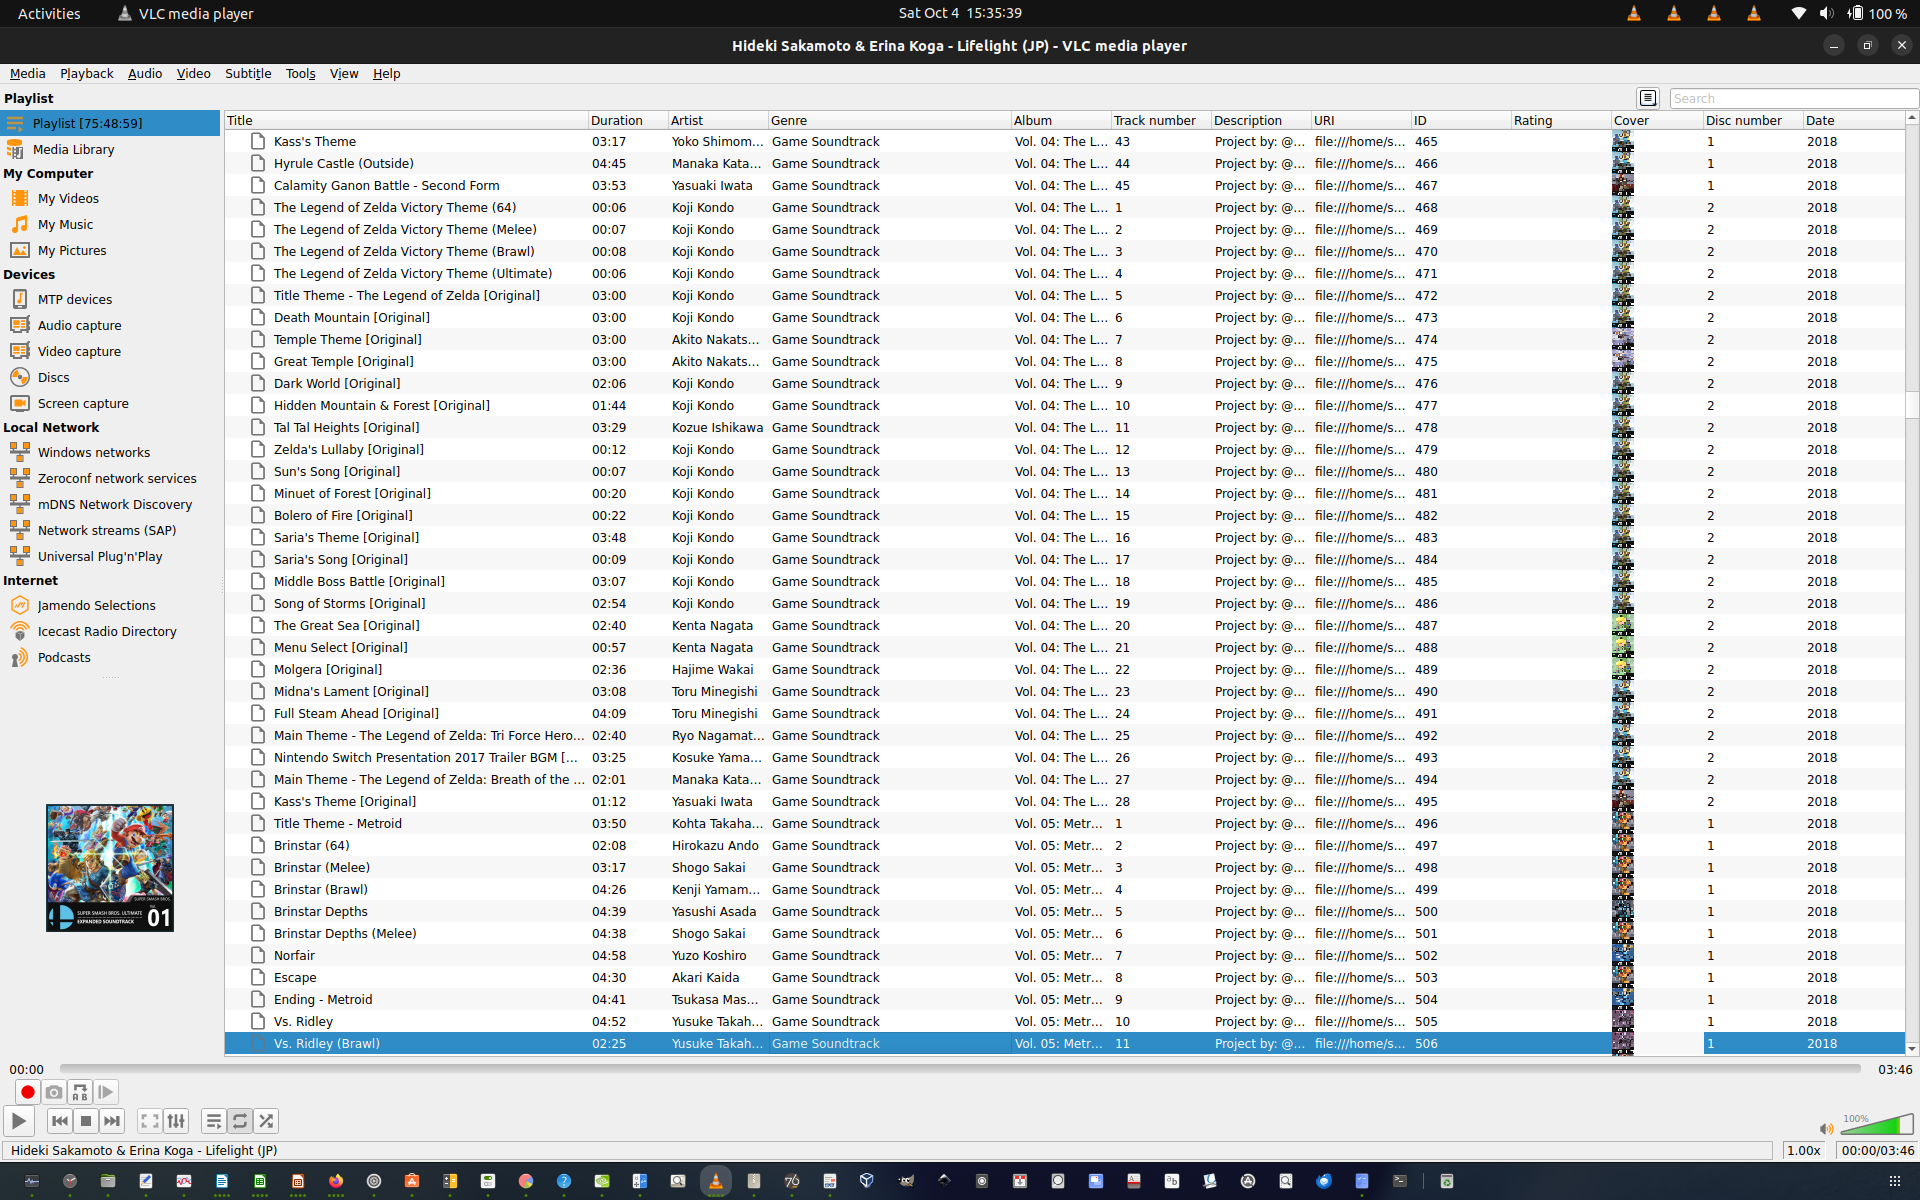 Activities VLC media player Sat Oct 4 15:35:39 100 %
Hideki Sakamoto & Erina Koga - Lifelight (JP) - VLC media player
Media Playback Audio Video Subtitle Tools View Help
Playlist
Search
Playlist [75:48:59]
Media Library
My Computer
My Videos
My Music
My Pictures
Devices
MTP devices
Audio capture
Video capture
Discs
Screen capture
Local Network
Windows networks
Zeroconf network services
mDNS Network Discovery
Network streams (SAP)
Universal Plug'n'Play
Internet
Jamendo Selections
Icecast Radio Directory
Podcasts
SUPER SMASH BROS. ULTIMATE
EXPANDED SOUNDTRACK
01
Title Duration Artist Genre Album Track number Description URI ID Rating Cover Disc number Date
Kass's Theme 03:17 Yoko Shimom... Game Soundtrack Vol. 04: The L... 43 Project by: @... file:///home/s... 465 1 2018
Hyrule Castle (Outside) 04:45 Manaka Kata... Game Soundtrack Vol. 04: The L... 44 Project by: @... file:///home/s... 466 1 2018
Calamity Ganon Battle - Second Form 03:53 Yasuaki Iwata Game Soundtrack Vol. 04: The L... 45 Project by: @... file:///home/s... 467 1 2018
The Legend of Zelda Victory Theme (64) 00:06 Koji Kondo Game Soundtrack Vol. 04: The L... 1 Project by: @... file:///home/s... 468 2 2018
The Legend of Zelda Victory Theme (Melee) 00:07 Koji Kondo Game Soundtrack Vol. 04: The L... 2 Project by: @... file:///home/s... 469 2 2018
The Legend of Zelda Victory Theme (Brawl) 00:08 Koji Kondo Game Soundtrack Vol. 04: The L... 3 Project by: @... file:///home/s... 470 2 2018
The Legend of Zelda Victory Theme (Ultimate) 00:06 Koji Kondo Game Soundtrack Vol. 04: The L... 4 Project by: @... file:///home/s... 471 2 2018
Title Theme - The Legend of Zelda [Original] 03:00 Koji Kondo Game Soundtrack Vol. 04: The L... 5 Project by: @... file:///home/s... 472 2 2018
Death Mountain [Original] 03:00 Koji Kondo Game Soundtrack Vol. 04: The L... 6 Project by: @... file:///home/s... 473 2 2018
Temple Theme [Original] 03:00 Akito Nakats... Game Soundtrack Vol. 04: The L... 7 Project by: @... file:///home/s... 474 2 2018
Great Temple [Original] 03:00 Akito Nakats... Game Soundtrack Vol. 04: The L... 8 Project by: @... file:///home/s... 475 2 2018
Dark World [Original] 02:06 Koji Kondo Game Soundtrack Vol. 04: The L... 9 Project by: @... file:///home/s... 476 2 2018
Hidden Mountain & Forest [Original] 01:44 Koji Kondo Game Soundtrack Vol. 04: The L... 10 Project by: @... file:///home/s... 477 2 2018
Tal Tal Heights [Original] 03:29 Kozue Ishikawa Game Soundtrack Vol. 04: The L... 11 Project by: @... file:///home/s... 478 2 2018
Zelda's Lullaby [Original] 00:12 Koji Kondo Game Soundtrack Vol. 04: The L... 12 Project by: @... file:///home/s... 479 2 2018
Sun's Song [Original] 00:07 Koji Kondo Game Soundtrack Vol. 04: The L... 13 Project by: @... file:///home/s... 480 2 2018
Minuet of Forest [Original] 00:20 Koji Kondo Game Soundtrack Vol. 04: The L... 14 Project by: @... file:///home/s... 481 2 2018
Bolero of Fire [Original] 00:22 Koji Kondo Game Soundtrack Vol. 04: The L... 15 Project by: @... file:///home/s... 482 2 2018
Saria's Theme [Original] 03:48 Koji Kondo Game Soundtrack Vol. 04: The L... 16 Project by: @... file:///home/s... 483 2 2018
Saria's Song [Original] 00:09 Koji Kondo Game Soundtrack Vol. 04: The L... 17 Project by: @... file:///home/s... 484 2 2018
Middle Boss Battle [Original] 03:07 Koji Kondo Game Soundtrack Vol. 04: The L... 18 Project by: @... file:///home/s... 485 2 2018
Song of Storms [Original] 02:54 Koji Kondo Game Soundtrack Vol. 04: The L... 19 Project by: @... file:///home/s... 486 2 2018
The Great Sea [Original] 02:40 Kenta Nagata Game Soundtrack Vol. 04: The L... 20 Project by: @... file:///home/s... 487 2 2018
Menu Select [Original] 00:57 Kenta Nagata Game Soundtrack Vol. 04: The L... 21 Project by: @... file:///home/s... 488 2 2018
Molgera [Original] 02:36 Hajime Wakai Game Soundtrack Vol. 04: The L... 22 Project by: @... file:///home/s... 489 2 2018
Midna's Lament [Original] 03:08 Toru Minegishi Game Soundtrack Vol. 04: The L... 23 Project by: @... file:///home/s... 490 2 2018
Full Steam Ahead [Original] 04:09 Toru Minegishi Game Soundtrack Vol. 04: The L... 24 Project by: @... file:///home/s... 491 2 2018
Main Theme - The Legend of Zelda: Tri Force Hero... 02:40 Ryo Nagamat... Game Soundtrack Vol. 04: The L... 25 Project by: @... file:///home/s... 492 2 2018
Nintendo Switch Presentation 2017 Trailer BGM [... 03:25 Kosuke Yama... Game Soundtrack Vol. 04: The L... 26 Project by: @... file:///home/s... 493 2 2018
Main Theme - The Legend of Zelda: Breath of the ... 02:01 Manaka Kata... Game Soundtrack Vol. 04: The L... 27 Project by: @... file:///home/s... 494 2 2018
Kass's Theme [Original] 01:12 Yasuaki Iwata Game Soundtrack Vol. 04: The L... 28 Project by: @... file:///home/s... 495 2 2018
Title Theme - Metroid 03:50 Kohta Takaha... Game Soundtrack Vol. 05: Metr... 1 Project by: @... file:///home/s... 496 1 2018
Brinstar (64) 02:08 Hirokazu Ando Game Soundtrack Vol. 05: Metr... 2 Project by: @... file:///home/s... 497 1 2018
Brinstar (Melee) 03:17 Shogo Sakai Game Soundtrack Vol. 05: Metr... 3 Project by: @... file:///home/s... 498 1 2018
Brinstar (Brawl) 04:26 Kenji Yamam... Game Soundtrack Vol. 05: Metr... 4 Project by: @... file:///home/s... 499 1 2018
Brinstar Depths 04:39 Yasushi Asada Game Soundtrack Vol. 05: Metr... 5 Project by: @... file:///home/s... 500 1 2018
Brinstar Depths (Melee) 04:38 Shogo Sakai Game Soundtrack Vol. 05: Metr... 6 Project by: @... file:///home/s... 501 1 2018
Norfair 04:58 Yuzo Koshiro Game Soundtrack Vol. 05: Metr... 7 Project by: @... file:///home/s... 502 1 2018
Escape 04:30 Akari Kaida Game Soundtrack Vol. 05: Metr... 8 Project by: @... file:///home/s... 503 1 2018
Ending - Metroid 04:41 Tsukasa Mas... Game Soundtrack Vol. 05: Metr... 9 Project by: @... file:///home/s... 504 1 2018
Vs. Ridley 04:52 Yusuke Takah... Game Soundtrack Vol. 05: Metr... 10 Project by: @... file:///home/s... 505 1 2018
Vs. Ridley (Brawl) 02:25 Yusuke Takah... Game Soundtrack Vol. 05: Metr... 11 Project by: @... file:///home/s... 506 1 2018
00:00 03:46
100%
Hideki Sakamoto & Erina Koga - Lifelight (JP) 1.00x 00:00/03:46